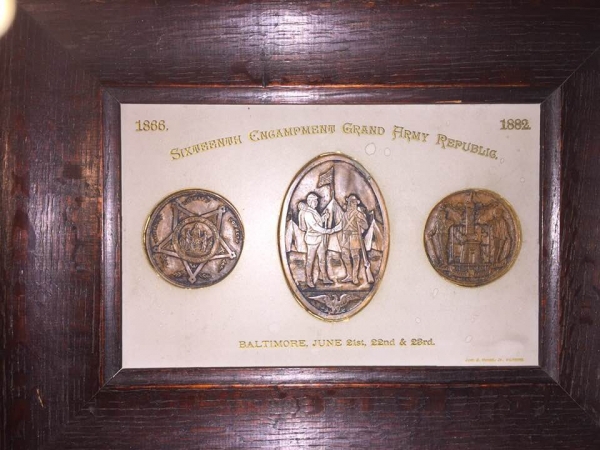 1866.
1882.
Sixteenth Encampment Grand Army Republic.
BALTIMORE, JUNE 21st, 22nd & 23rd.